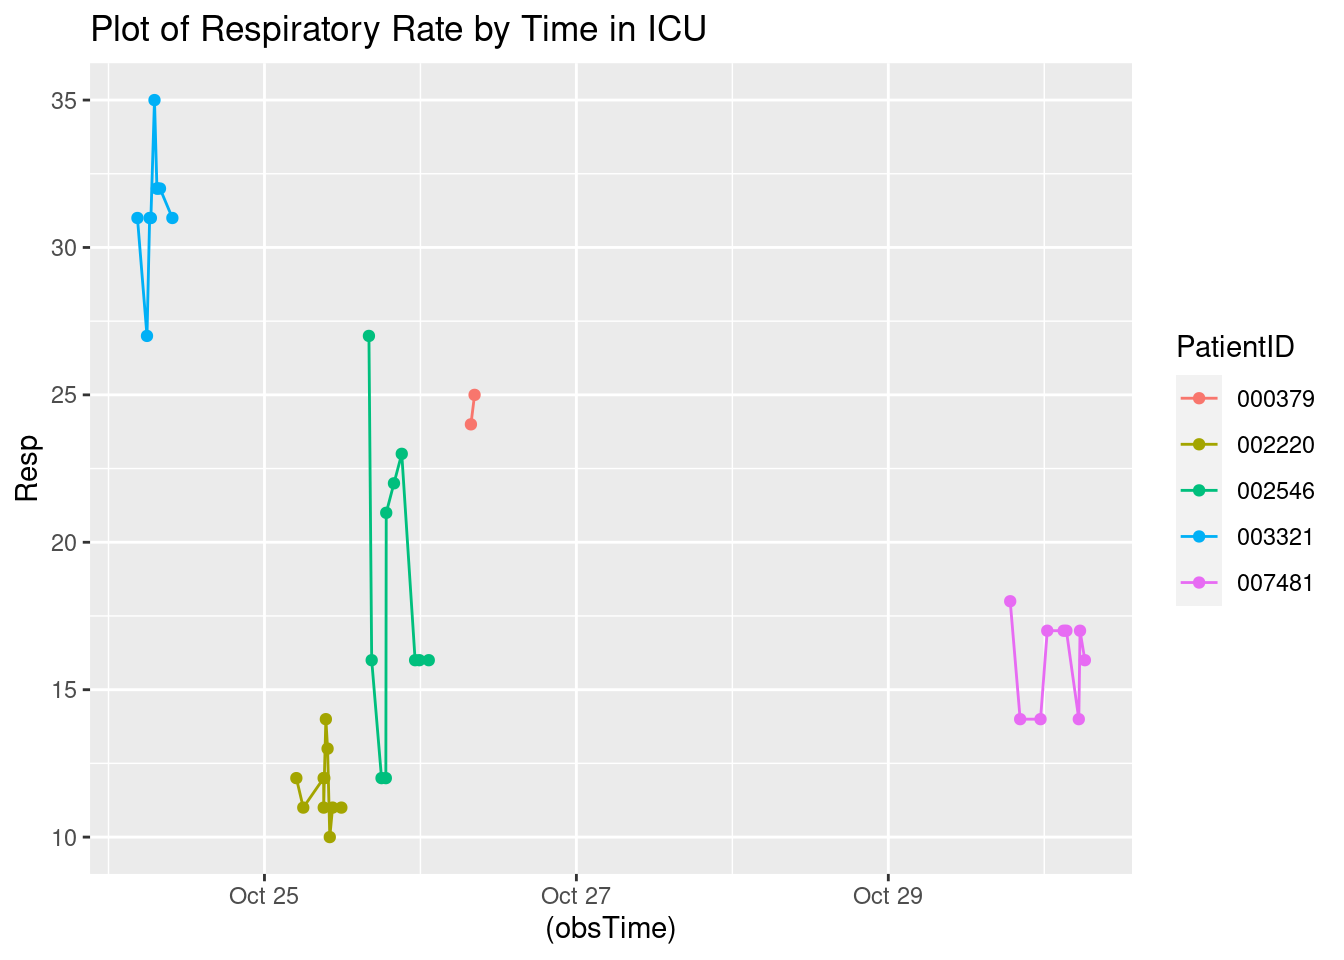 Plot of Respiratory Rate by Time in ICU
35
30
25
20
15
10
Resp
Oct 25
Oct 27
Oct 29
(obsTime)
PatientID
000379
002220
002546
003321
007481